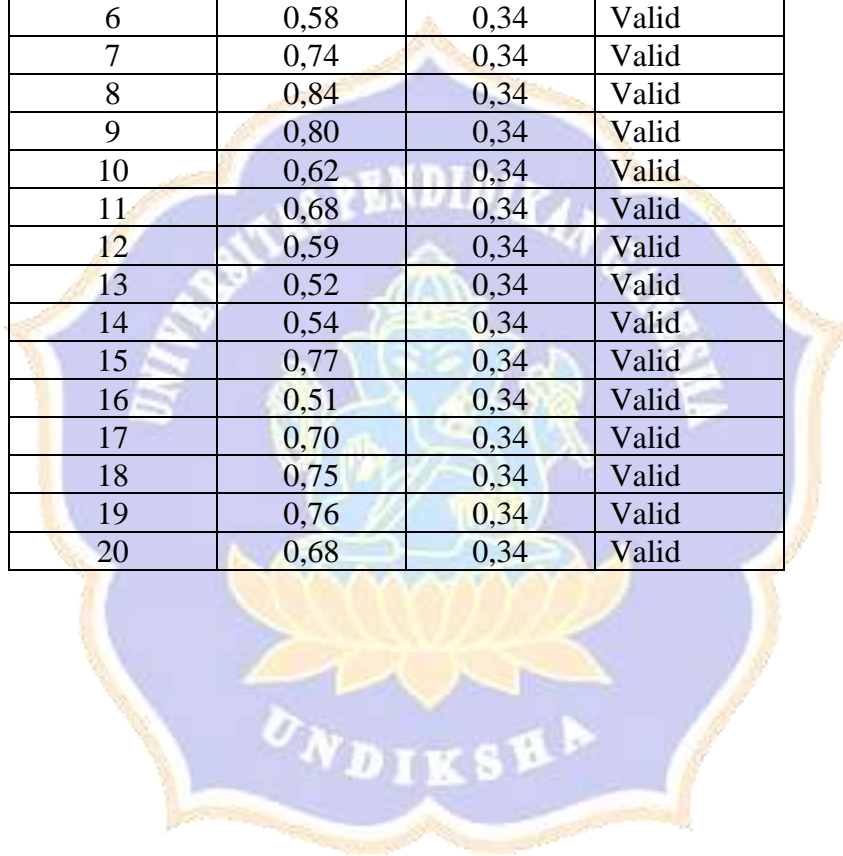 6 0,58 0,34 Valid
7 0,74 0,34 Valid
8 0,84 0,34 Valid
9 0,80 0,34 Valid
10 0,62 0,34 Valid
11 0,68 0,34 Valid
12 0,59 0,34 Valid
13 0,52 0,34 Valid
14 0,54 0,34 Valid
15 0,77 0,34 Valid
16 0,51 0,34 Valid
17 0,70 0,34 Valid
18 0,75 0,34 Valid
19 0,76 0,34 Valid
20 0,68 0,34 Valid
UNIVERSITAS PENDIDIKAN GANESHA
UNDIKSHA